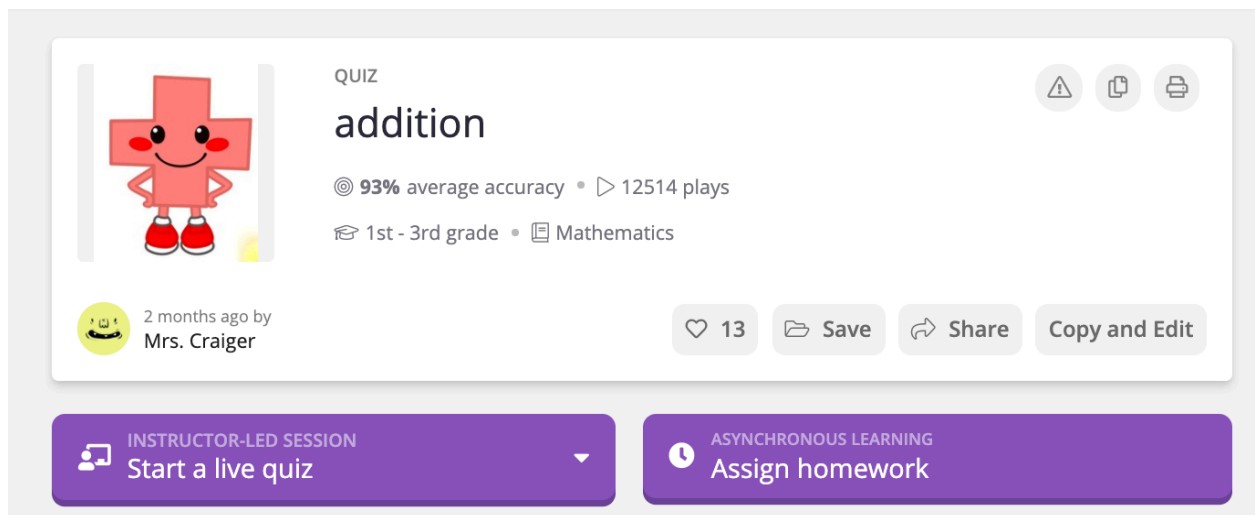 QUIZ
addition
93% average accuracy • 12514 plays
1st - 3rd grade • Mathematics
2 months ago by
Mrs. Craiger
13 Save Share Copy and Edit
INSTRUCTOR-LED SESSION
Start a live quiz
ASYNCHRONOUS LEARNING
Assign homework